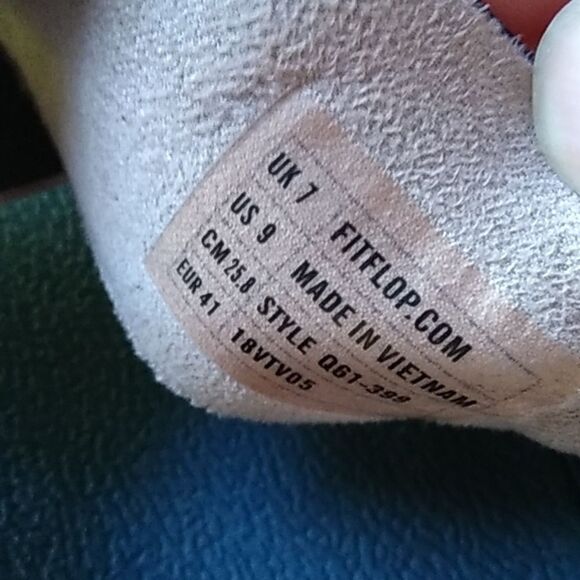 UK 7 FITFLOP.COM
US 9 MADE IN VIETNAM
CM 25.8 STYLE Q61-399
EUR 41 18VTV05